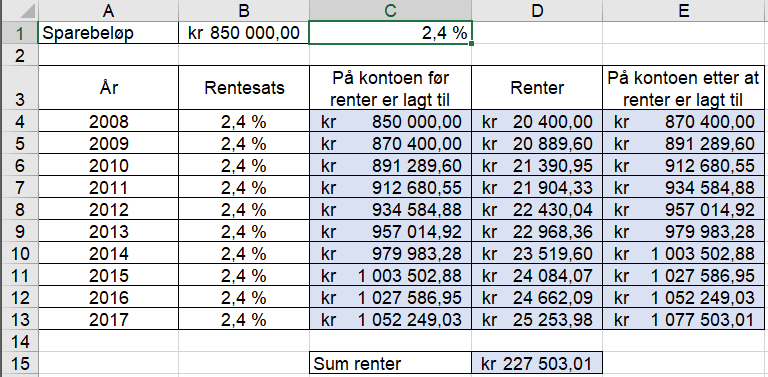 A B C D E
1 Sparebeløp kr 850 000,00 2,4 %
2
3 År Rentesats På kontoen før renter er lagt til Renter På kontoen etter at renter er lagt til
4 2008 2,4 % kr 850 000,00 kr 20 400,00 kr 870 400,00
5 2009 2,4 % kr 870 400,00 kr 20 889,60 kr 891 289,60
6 2010 2,4 % kr 891 289,60 kr 21 390,95 kr 912 680,55
7 2011 2,4 % kr 912 680,55 kr 21 904,33 kr 934 584,88
8 2012 2,4 % kr 934 584,88 kr 22 430,04 kr 957 014,92
9 2013 2,4 % kr 957 014,92 kr 22 968,36 kr 979 983,28
10 2014 2,4 % kr 979 983,28 kr 23 519,60 kr 1 003 502,88
11 2015 2,4 % kr 1 003 502,88 kr 24 084,07 kr 1 027 586,95
12 2016 2,4 % kr 1 027 586,95 kr 24 662,09 kr 1 052 249,03
13 2017 2,4 % kr 1 052 249,03 kr 25 253,98 kr 1 077 503,01
14
15 Sum renter kr 227 503,01